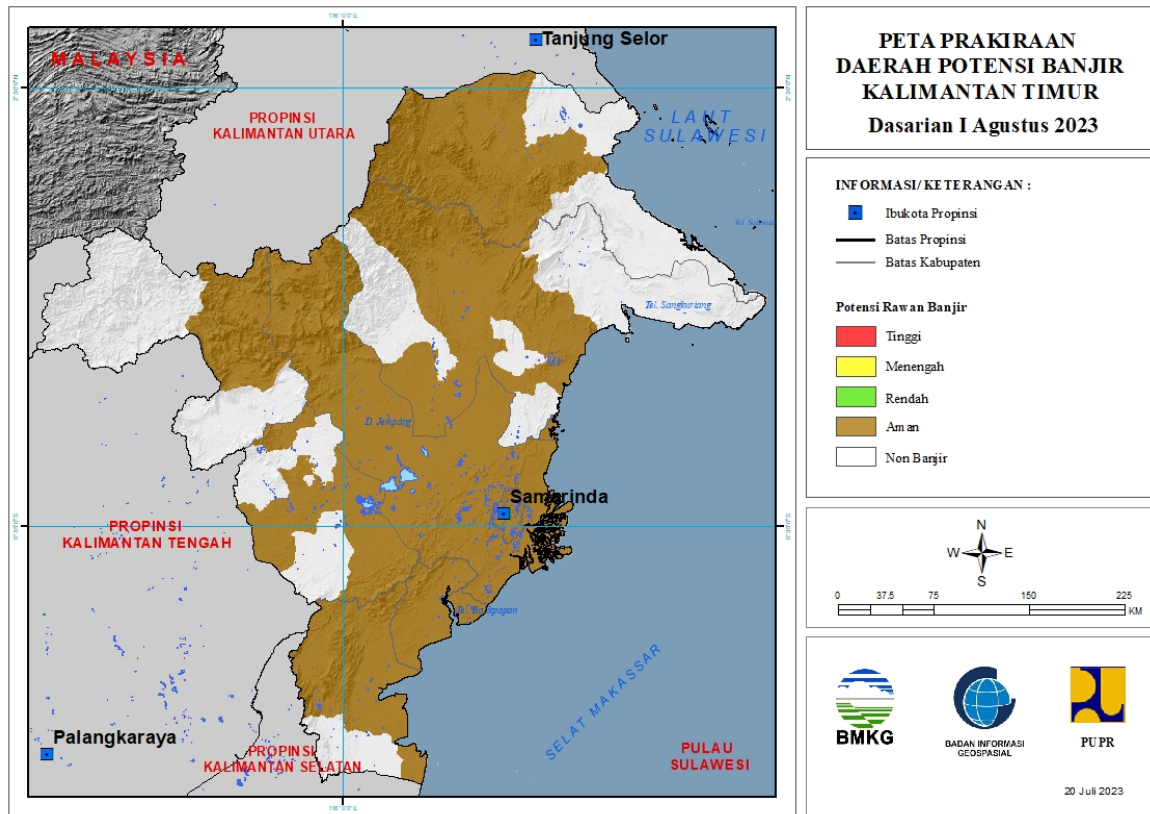 PETA PRAKIRAAN
DAERAH POTENSI BANJIR
KALIMANTAN TIMUR
Dasarian I Agustus 2023
INFORMASI/ KETERANGAN :
Ibukota Propinsi
Batas Propinsi
Batas Kabupaten
Potensi Rawan Banjir
Tinggi
Menengah
Rendah
Aman
Non Banjir
N
W E
S
0 37.5 75 150 225
KM
BMKG
BADAN INFORMASI
GEOSPASIAL
PUPR
20 Juli 2023
Tanjung Selor
MALAYSIA
PROPINSI
KALIMANTAN UTARA
LAUT
SULAWESI
Tel. Sangkuriang
D. Jempang
Samarinda
PROPINSI
KALIMANTAN TENGAH
SELAT MAKASSAR
Palangkaraya
PROPINSI
KALIMANTAN SELATAN
PULAU
SULAWESI